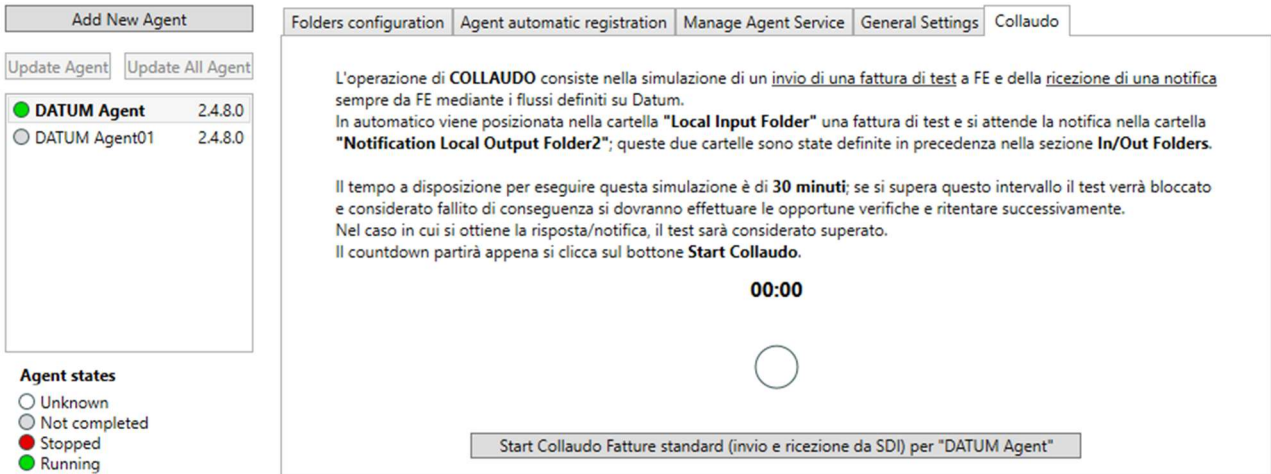 Add New Agent
Update Agent
Update All Agent
DATUM Agent 2.4.8.0
DATUM Agent01 2.4.8.0
Agent states
Unknown
Not completed
Stopped
Running
Folders configuration
Agent automatic registration
Manage Agent Service
General Settings
Collaudo
L'operazione di COLLAUDO consiste nella simulazione di un invio di una fattura di test a FE e della ricezione di una notifica
sempre da FE mediante i flussi definiti su Datum.
In automatico viene posizionata nella cartella "Local Input Folder" una fattura di test e si attende la notifica nella cartella
"Notification Local Output Folder2"; queste due cartelle sono state definite in precedenza nella sezione In/Out Folders.
Il tempo a disposizione per eseguire questa simulazione è di 30 minuti; se si supera questo intervallo il test verrà bloccato
e considerato fallito di conseguenza si dovranno effettuare le opportune verifiche e ritentare successivamente.
Nel caso in cui si ottiene la risposta/notifica, il test sarà considerato superato.
Il countdown partirà appena si clicca sul bottone Start Collaudo.
00:00
Start Collaudo Fatture standard (invio e ricezione da SDI) per "DATUM Agent"